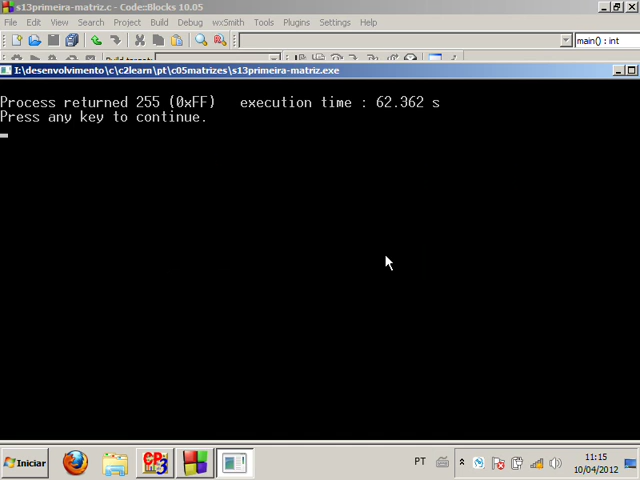 s13primeira-matriz.c - Code::Blocks 10.05
File Edit View Search Project Build Debug wxSmith Tools Plugins Settings Help
main() : int
I:\desenvolvimento\c\c2learn\pt\c05matrizes\s13primeira-matriz.exe
Process returned 255 (0xFF)   execution time : 62.362 s
Press any key to continue.
Iniciar
PT
11:15
10/04/2012